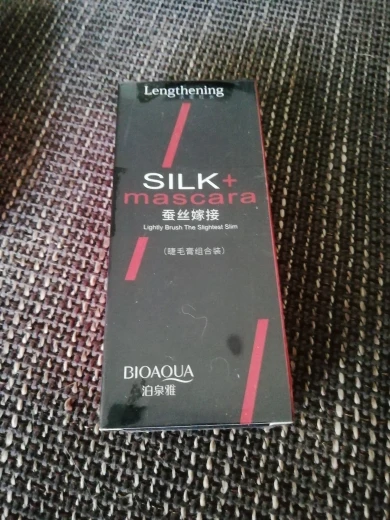 Lengthening
SILK+
mascara
蚕丝嫁接
Lightly Brush The Slightest Slim
（睫毛膏组合装）
BIOAQUA
泊泉雅